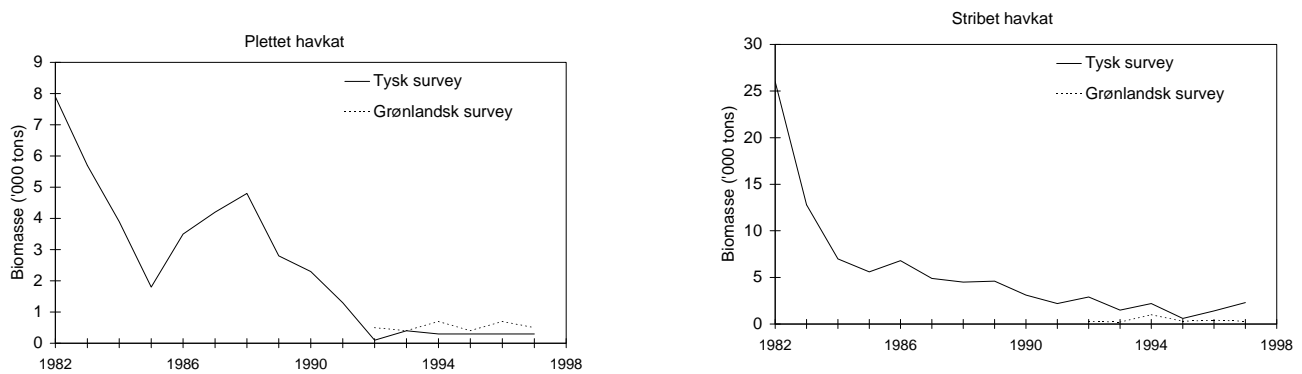 Plettet havkat
Biomasse ('000 tons)
9
8
7
6
5
4
3
2
1
0
1982 1986 1990 1994 1998
Tysk survey
Grønlandsk survey
Stribet havkat
Biomasse ('000 tons)
30
25
20
15
10
5
0
1982 1986 1990 1994 1998
Tysk survey
Grønlandsk survey